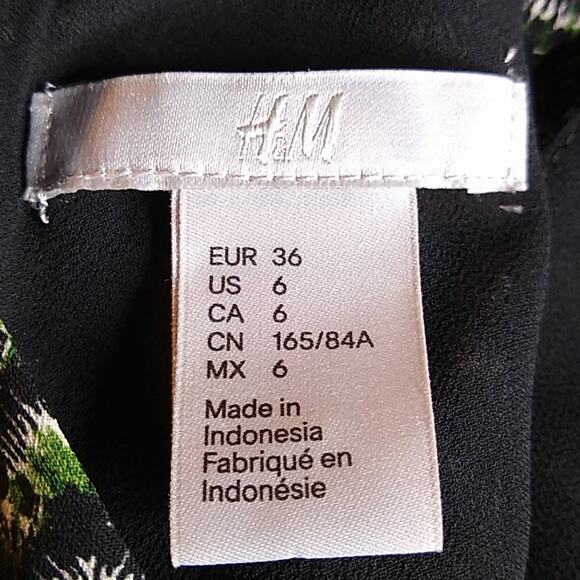 H&M
EUR 36
US 6
CA 6
CN 165/84A
MX 6
Made in
Indonesia
Fabriqué en
Indonésie